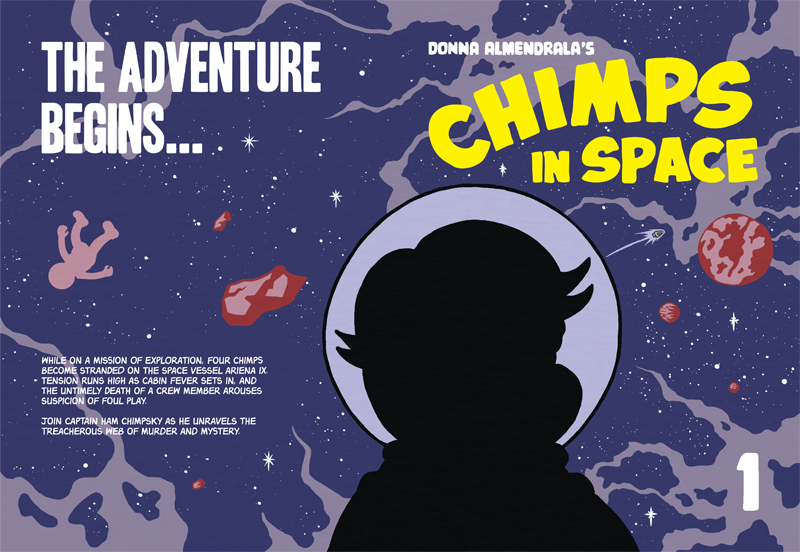 THE ADVENTURE
BEGINS...
WHILE ON A MISSION OF EXPLORATION, FOUR CHIMPS
BECOME STRANDED ON THE SPACE VESSEL ARIENA IX.
TENSION RUNS HIGH AS CABIN FEVER SETS IN, AND
THE UNTIMELY DEATH OF A CREW MEMBER AROUSES
SUSPICION OF FOUL PLAY.
JOIN CAPTAIN HAM CHIMPSKY AS HE UNRAVELS THE
TREACHEROUS WEB OF MURDER AND MYSTERY.
DONNA ALMENDRALA'S
CHIMPS
IN SPACE
1